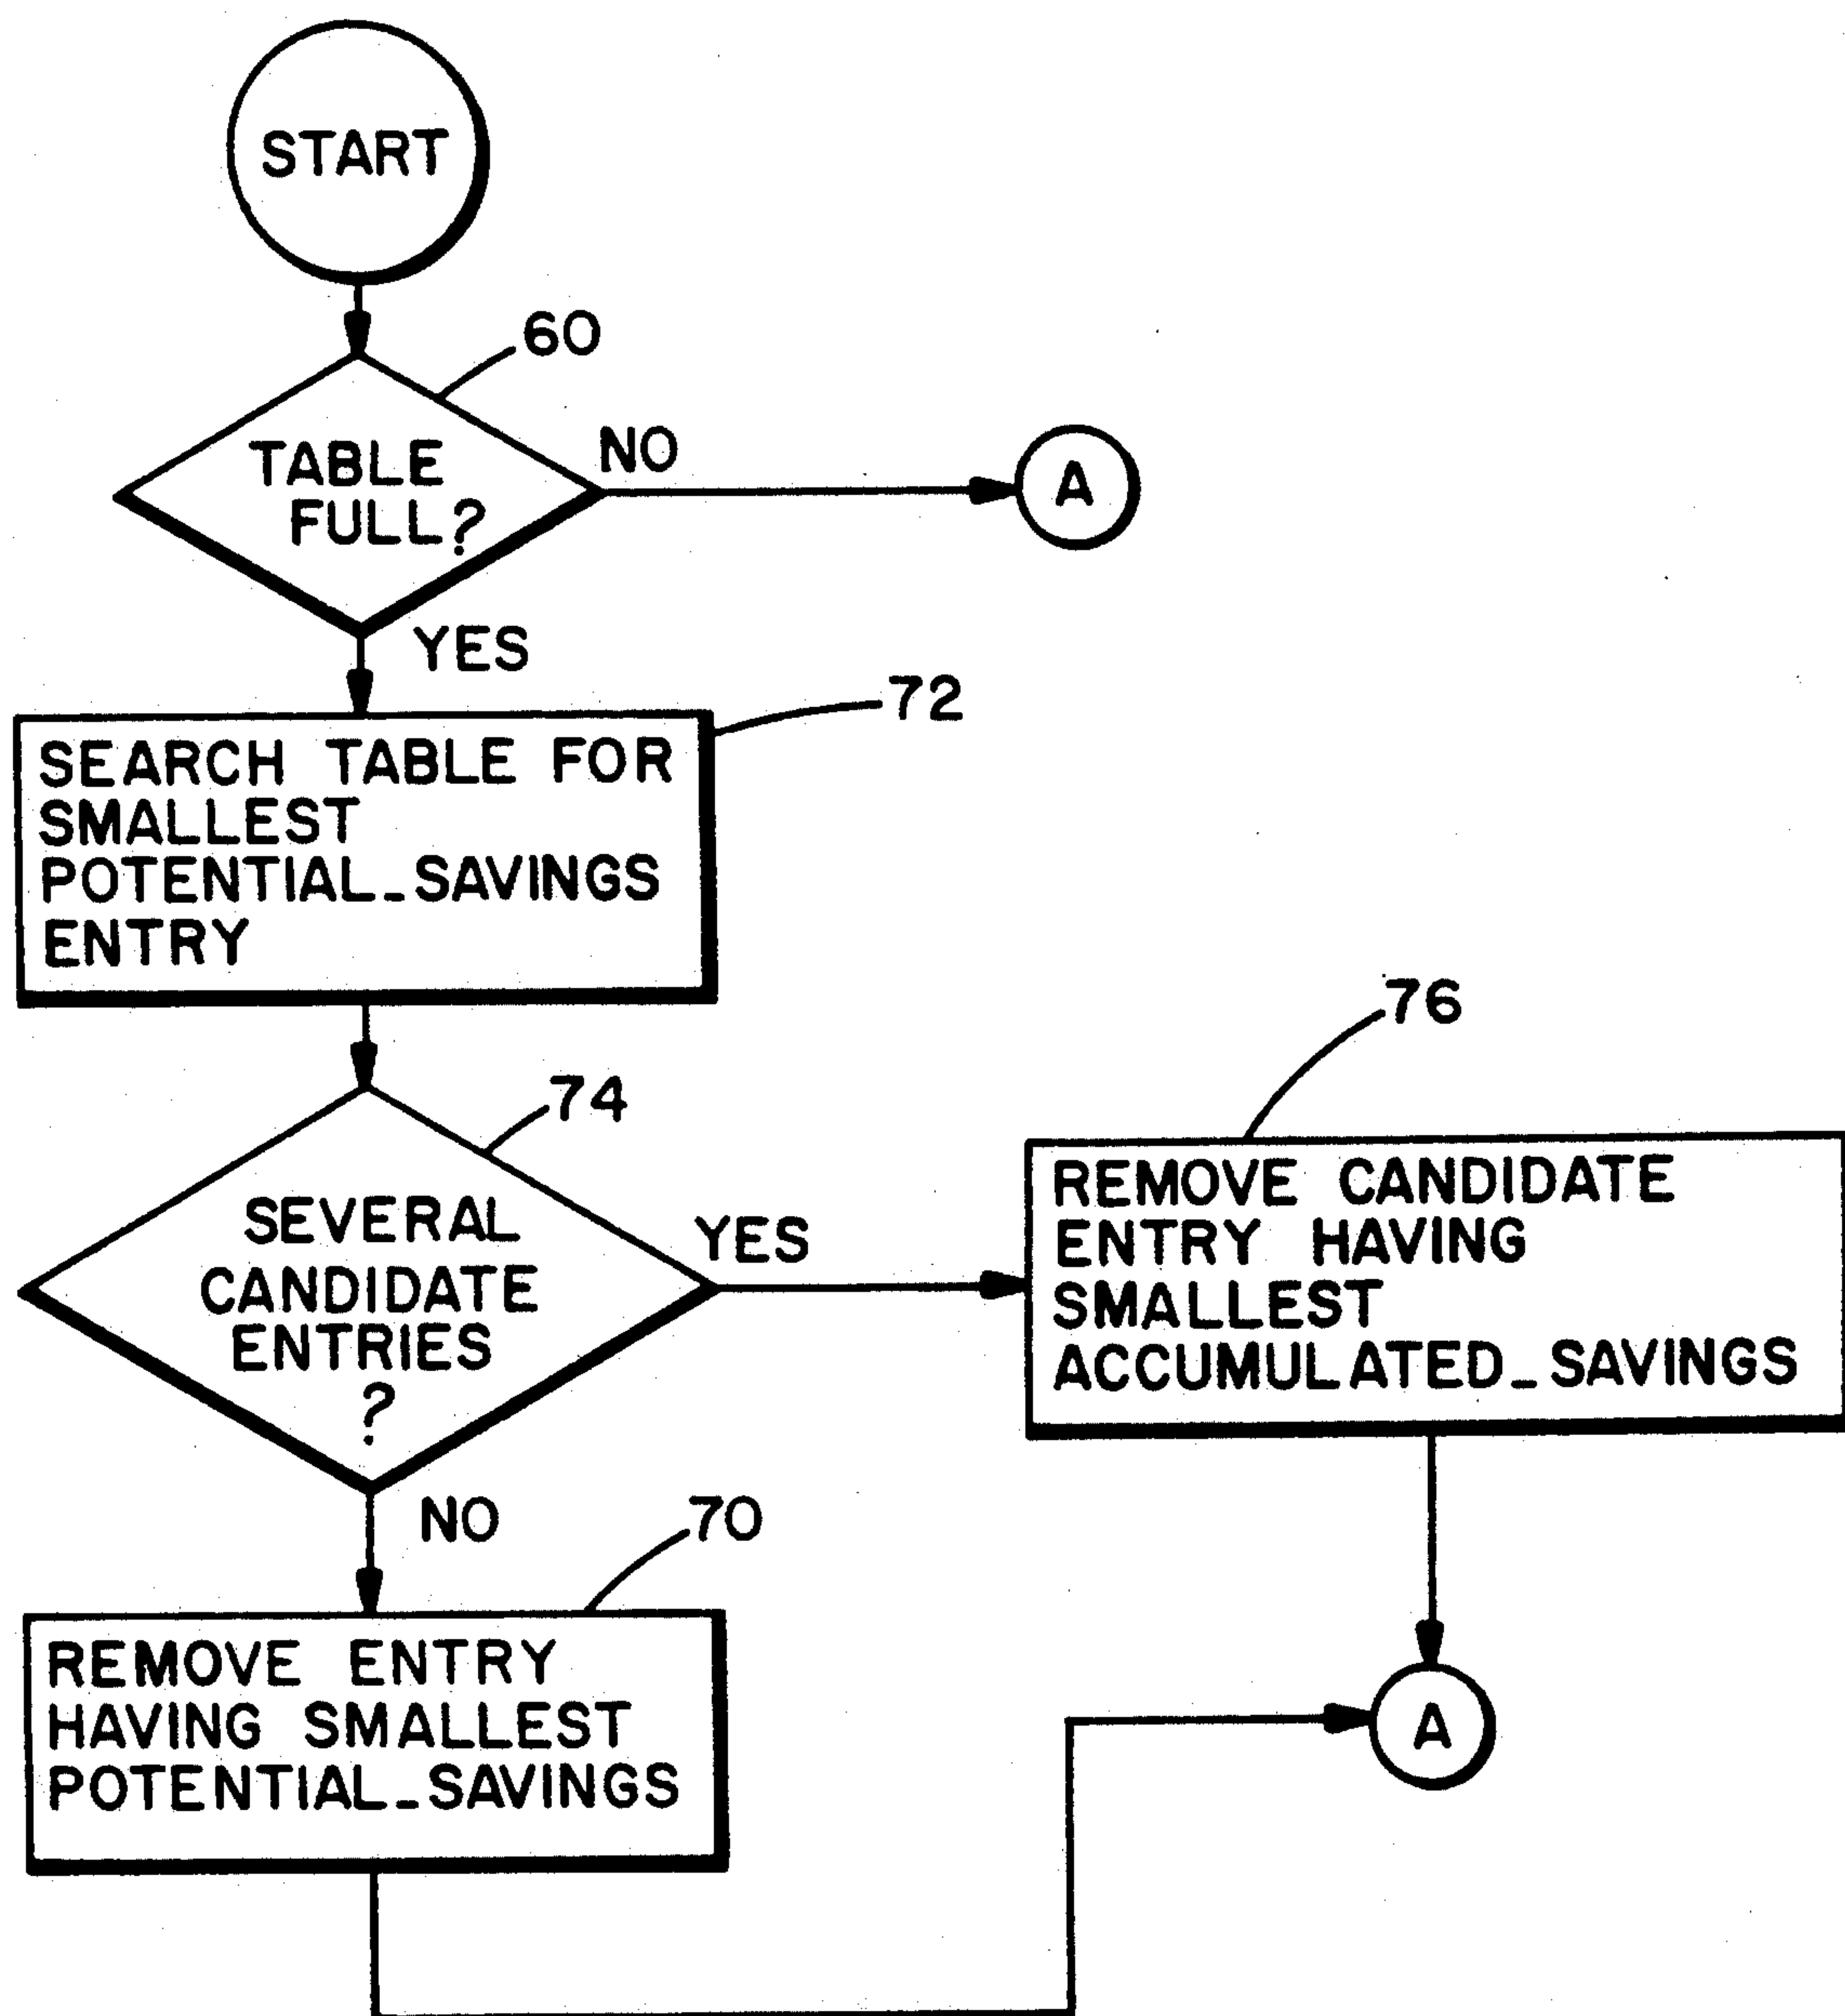 START
60
TABLE
FULL?
NO
A
YES
72
SEARCH TABLE FOR
SMALLEST
POTENTIAL_SAVINGS
ENTRY
74
SEVERAL
CANDIDATE
ENTRIES
?
YES
76
REMOVE CANDIDATE
ENTRY HAVING
SMALLEST
ACCUMULATED_SAVINGS
NO
70
REMOVE ENTRY
HAVING SMALLEST
POTENTIAL_SAVINGS
A